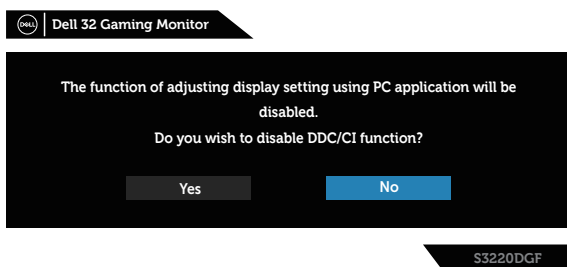 DELL
Dell 32 Gaming Monitor
The function of adjusting display setting using PC application will be
disabled.
Do you wish to disable DDC/CI function?
Yes
No
S3220DGF